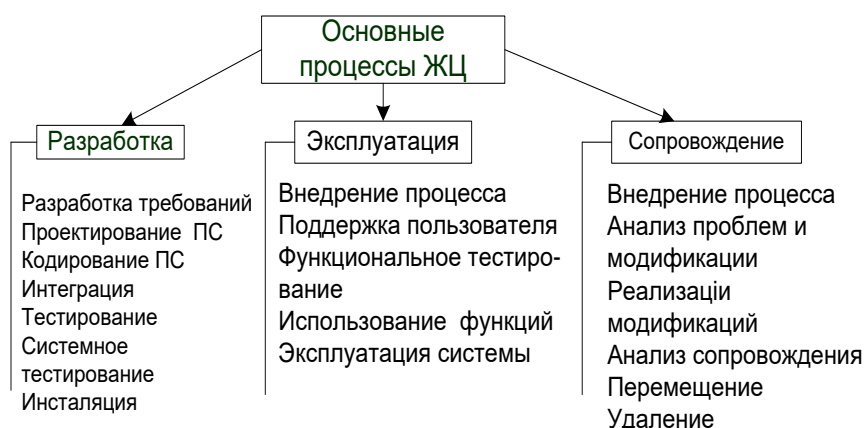 Основные
процессы ЖЦ
Разработка
Разработка требований
Проектирование ПС
Кодирование ПС
Интеграция
Тестирование
Системное
тестирование
Инсталяция
Эксплуатация
Внедрение процесса
Поддержка пользователя
Функциональное тестиро-
вание
Использование функций
Эксплуатация системы
Сопровождение
Внедрение процесса
Анализ проблем и
модификации
Реализаціи
модификаций
Анализ сопровождения
Перемещение
Удаление